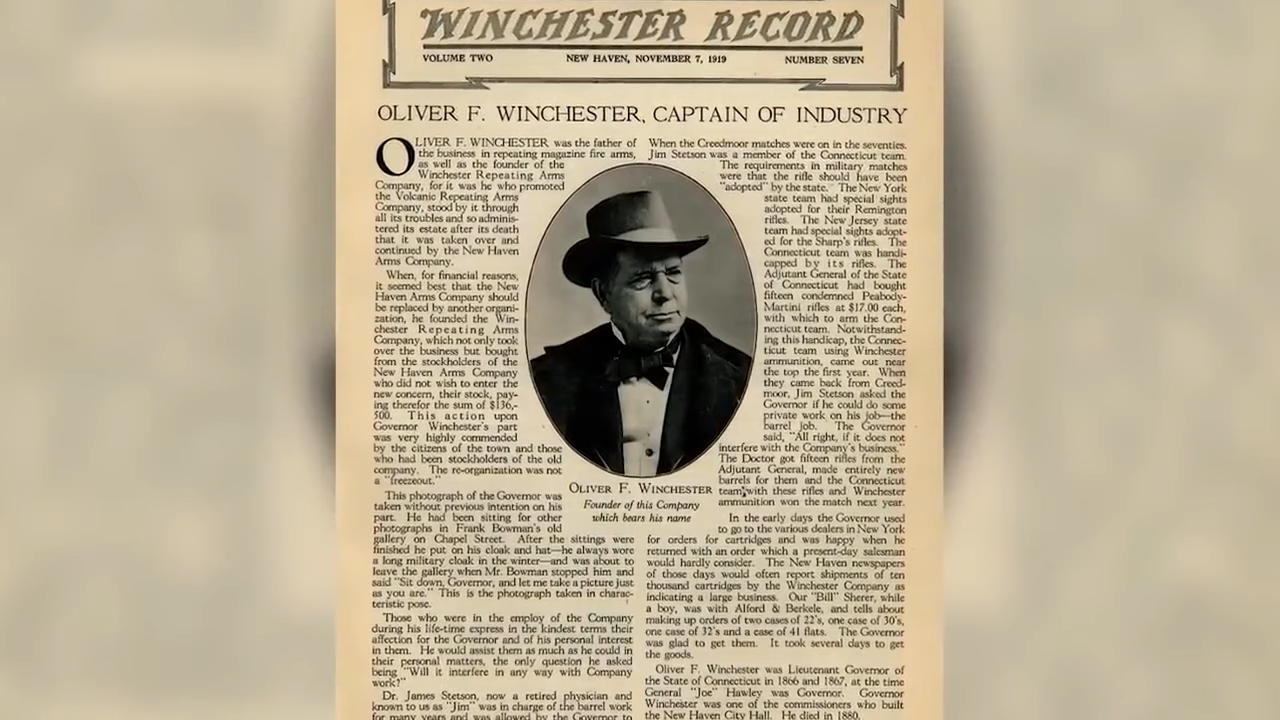 WINCHESTER RECORD
VOLUME TWO NEW HAVEN, NOVEMBER 7, 1919 NUMBER SEVEN
OLIVER F. WINCHESTER, CAPTAIN OF INDUSTRY
OLIVER F. WINCHESTER was the father of
the business in repeating magazine fire arms,
as well as the founder of the
Winchester Repeating Arms
Company, for it was he who promoted
the Volcanic Repeating Arms
Company, stood by it through
all its troubles and so adminis-
tered its estate after its death
that it was taken over and
continued by the New Haven
Arms Company.
When, for financial reasons,
it seemed best that the New
Haven Arms Company should
be replaced by another organi-
zation, he founded the Win-
chester Repeating Arms
Company, which not only took
over the business but bought
from the stockholders of the
New Haven Arms Company
who did not wish to enter the
new concern, their stock, pay-
ing therefor the sum of $136,-
500. This action upon
Governor Winchester's part
was very highly commended
by the citizens of the town and those
who had been stockholders of the old
company. The re-organization was not
a "freezeout."
This photograph of the Governor was
taken without previous intention on his
part. He had been sitting for other
photographs in Frank Bowman's old
gallery on Chapel Street. After the sittings were
finished he put on his cloak and hat—he always wore
a long military cloak in the winter—and was about to
leave the gallery when Mr. Bowman stopped him and
said "Sit down, Governor, and let me take a picture just
as you are." This is the photograph taken in charac-
teristic pose.
Those who were in the employ of the Company
during his life-time express in the kindest terms their
affection for the Governor and of his personal interest
in them. He would assist them as much as he could in
their personal matters, the only question he asked
being "Will it interfere in any way with Company
work?"
Dr. James Stetson, now a retired physician and
known to us as "Jim" was in charge of the barrel work
for many years and was allowed by the Governor to
OLIVER F. WINCHESTER
Founder of this Company
which bears his name
When the Creedmoor matches were on in the seventies.
Jim Stetson was a member of the Connecticut team.
The requirements in military matches
were that the rifle should have been
"adopted" by the state. The New York
state team had special sights
adopted for their Remington
rifles. The New Jersey state
team had special sights adopt-
ed for the Sharp's rifles. The
Connecticut team was handi-
capped by its rifles. The
Adjutant General of the State
of Connecticut had bought
fifteen condemned Peabody-
Martini rifles at $17.00 each,
with which to arm the Con-
necticut team. Notwithstand-
ing this handicap, the Connec-
ticut team using Winchester
ammunition, came out near
the top the first year. When
they came back from Creed-
moor, Jim Stetson asked the
Governor if he could do some
private work on his job—the
barrel job. The Governor
said, "All right, if it does not
interfere with the Company's business."
The Doctor got fifteen rifles from the
Adjutant General, made entirely new
barrels for them and the Connecticut
team with these rifles and Winchester
ammunition won the match next year.
In the early days the Governor used
to go to the various dealers in New York
for orders for cartridges and was happy when he
returned with an order which a present-day salesman
would hardly consider. The New Haven newspapers
of those days would often report shipments of ten
thousand cartridges by the Winchester Company as
indicating a large business. Our "Bill" Sherer, while
a boy, was with Alford & Berkele, and tells about
making up orders of two cases of 22's, one case of 30's,
one case of 32's and a case of 41 flats. The Governor
was glad to get them. It took several days to get
the goods.
Oliver F. Winchester was Lieutenant Governor of
the State of Connecticut in 1866 and 1867, at the time
General "Joe" Hawley was Governor. Governor
Winchester was one of the commissioners who built
the New Haven City Hall. He died in 1880.